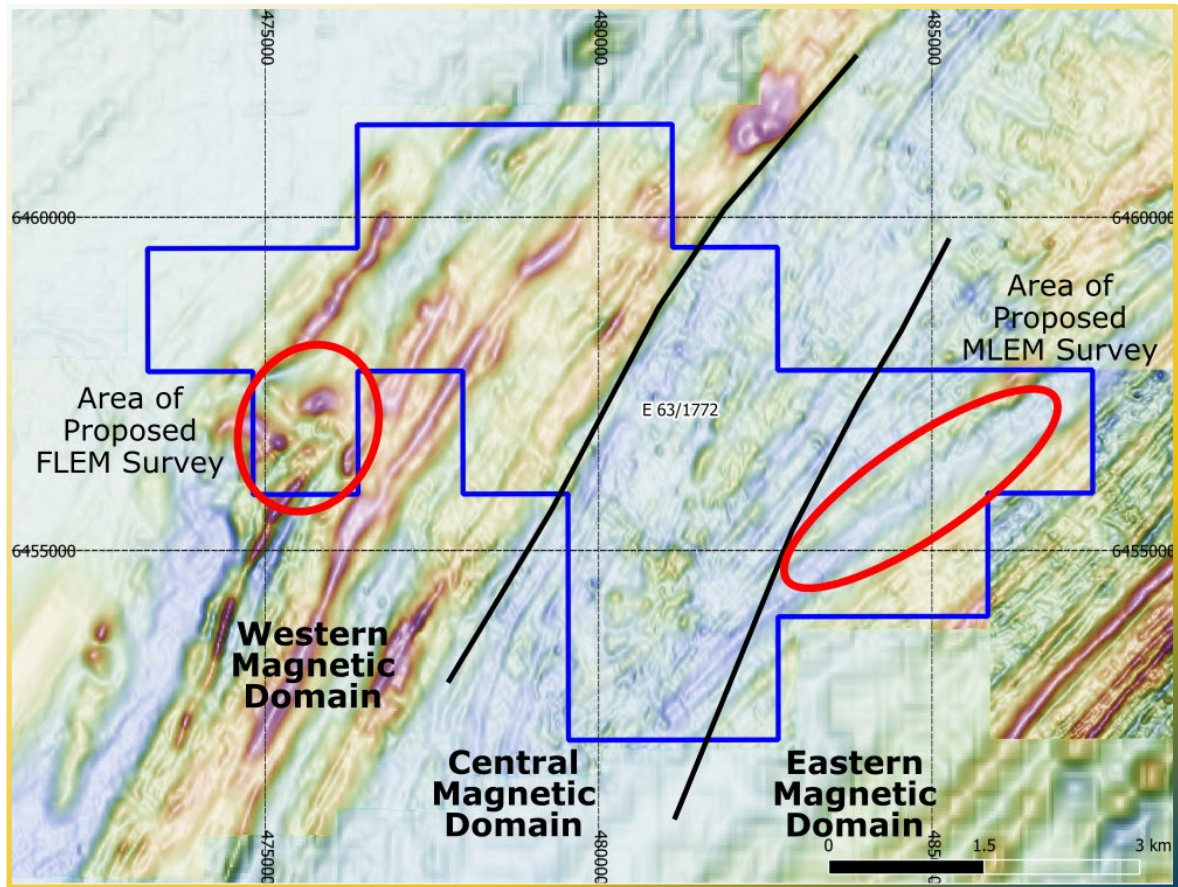 475000
480000
485000
6460000
6460000
Area of
Proposed
MLEM Survey
Area of
Proposed
FLEM Survey
E 63/1772
6455000
6455000
Western
Magnetic
Domain
Central
Magnetic
Domain
Eastern
Magnetic
Domain
475000
480000
485000
0 1.5 3 km